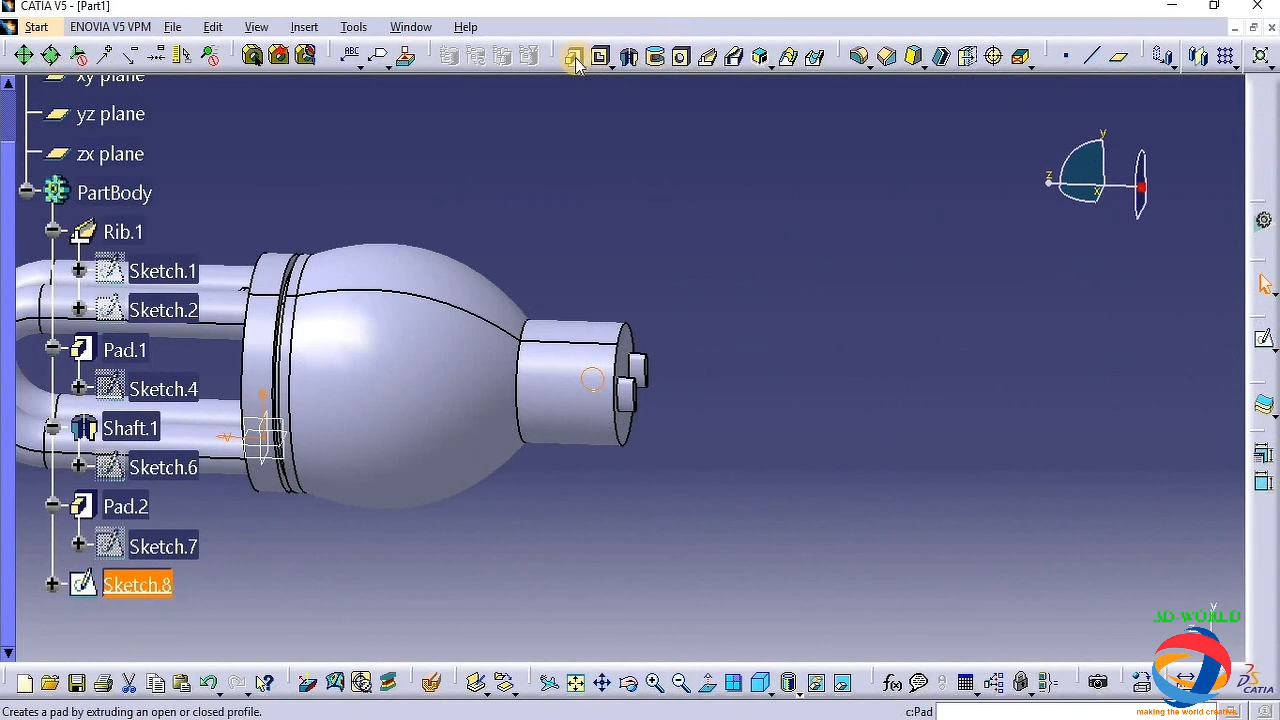 CATIA V5 - [Part1]
Start ENOVIA V5 VPM File Edit View Insert Tools Window Help
ABC
xy plane
yz plane
zx plane
PartBody
Rib.1
Sketch.1
Sketch.2
Pad.1
Sketch.4
Shaft.1
Sketch.6
Pad.2
Sketch.7
Sketch.8
y
z
x
V
y
3D-WORLD
DS CATIA
making the world creative
f(x)
Creates a pad by extruding an open or closed profile.
c:Pad